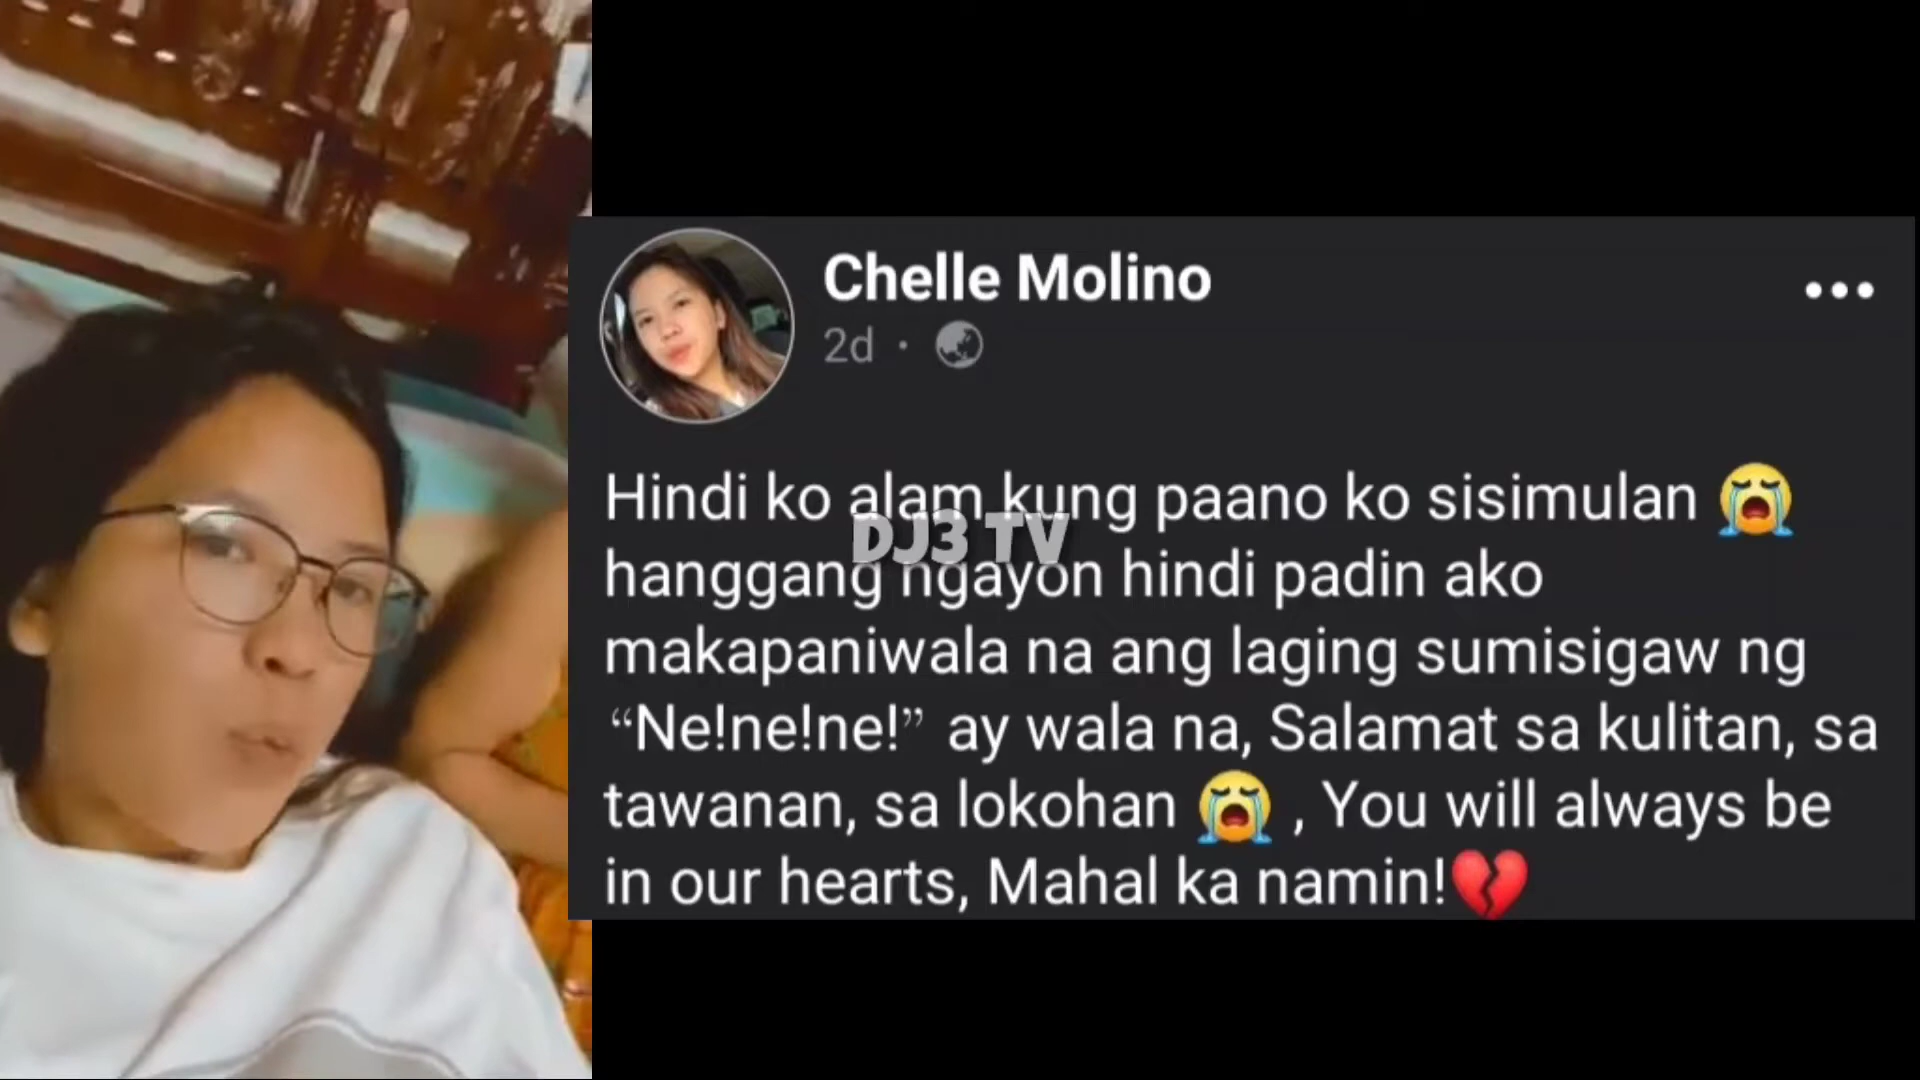 Chelle Molino
2d ·
Hindi ko alam kung paano ko sisimulan 😭
hanggang ngayon hindi padin ako
makapaniwala na ang laging sumisigaw ng
“Ne!ne!ne!” ay wala na, Salamat sa kulitan, sa
tawanan, sa lokohan 😭 , You will always be
in our hearts, Mahal ka namin!💔
DJ3 TV